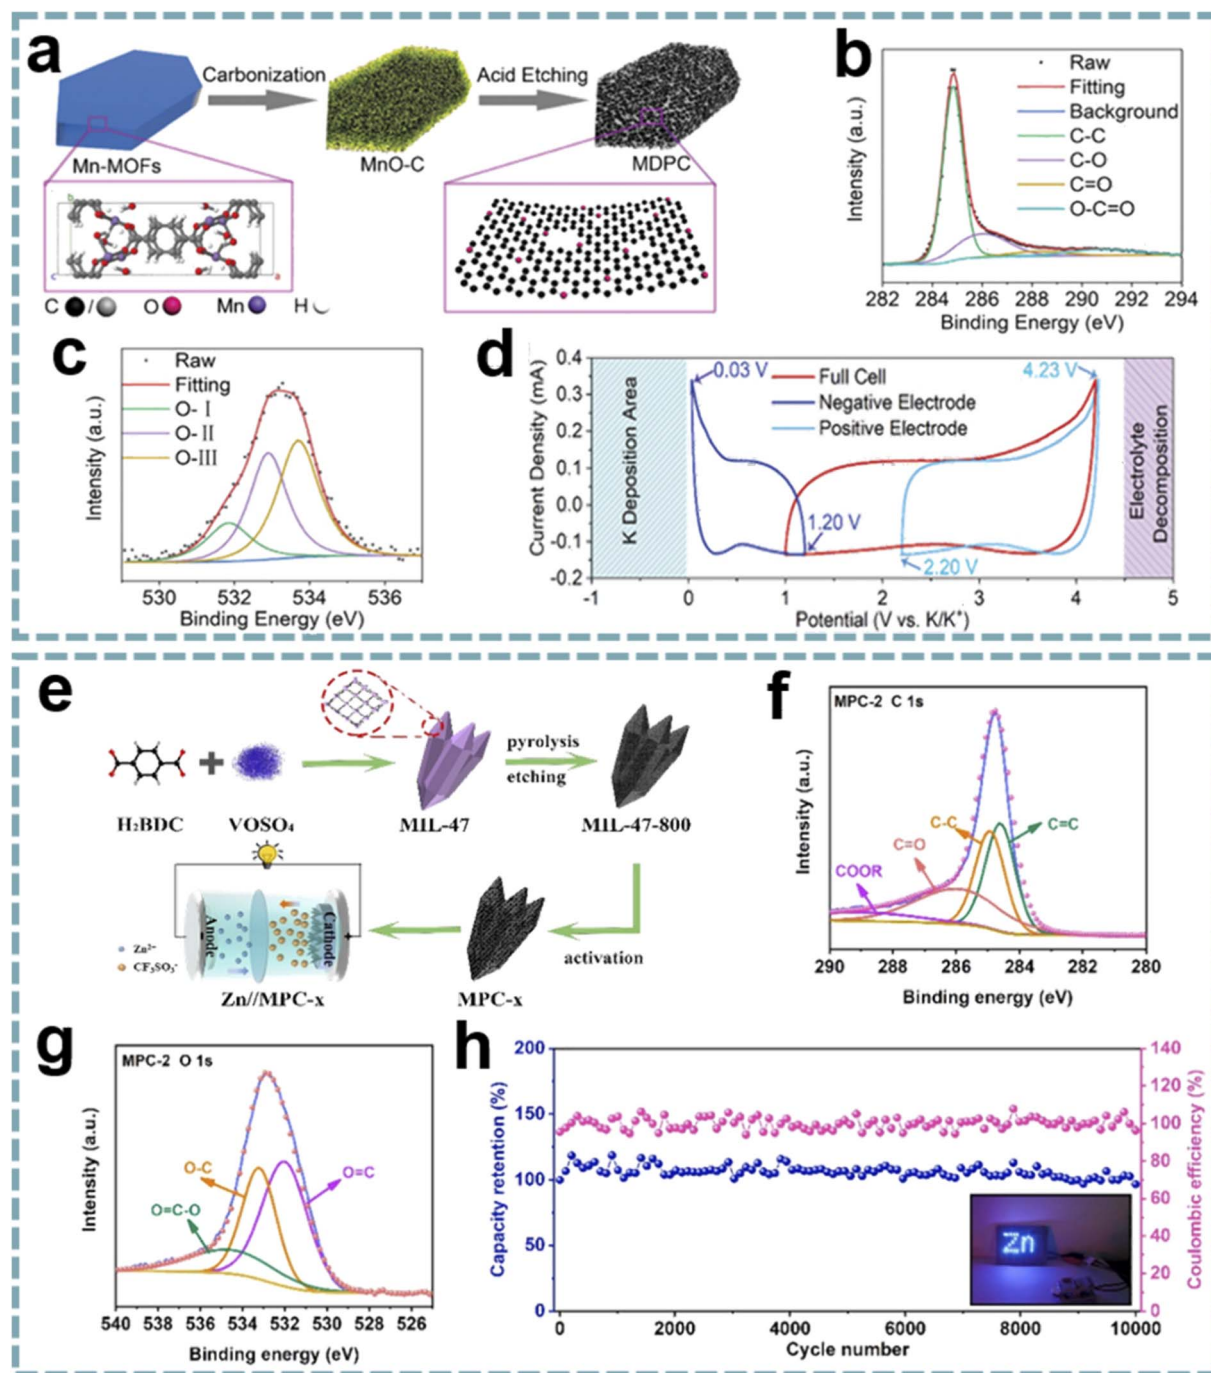 a
Carbonization
Acid Etching
Mn-MOFs
MnO-C
MDPC
b
c
a
C / O Mn H
b
Raw
Fitting
Background
C-C
C-O
C=O
O-C=O
Intensity (a.u.)
282 284 286 288 290 292 294
Binding Energy (eV)
c
Raw
Fitting
O- I
O- II
O-III
Intensity (a.u.)
530 532 534 536
Binding Energy (eV)
d
0.4
0.3
0.2
0.1
0.0
-0.1
-0.2
Current Density (mA)
K Deposition Area
0.03 V
4.23 V
Full Cell
Negative Electrode
Positive Electrode
1.20 V
2.20 V
Electrolyte
Decomposition
-1 0 1 2 3 4 5
Potential (V vs. K/K⁺)
e
H₂BDC
VOSO₄
MIL-47
pyrolysis
etching
MIL-47-800
activation
MPC-x
Anode
Cathode
Zn²⁺
CF₃SO₃⁻
Zn//MPC-x
f
MPC-2 C 1s
C-C
C=C
C=O
COOR
Intensity (a.u.)
290 288 286 284 282 280
Binding energy (eV)
g
MPC-2 O 1s
O-C
O=C
O=C-O
Intensity (a.u.)
540 538 536 534 532 530 528 526
Binding energy (eV)
h
200
150
100
50
0
Capacity retention (%)
140
120
100
80
60
40
20
0
Coulombic efficiency (%)
Zn
0 2000 4000 6000 8000 10000
Cycle number